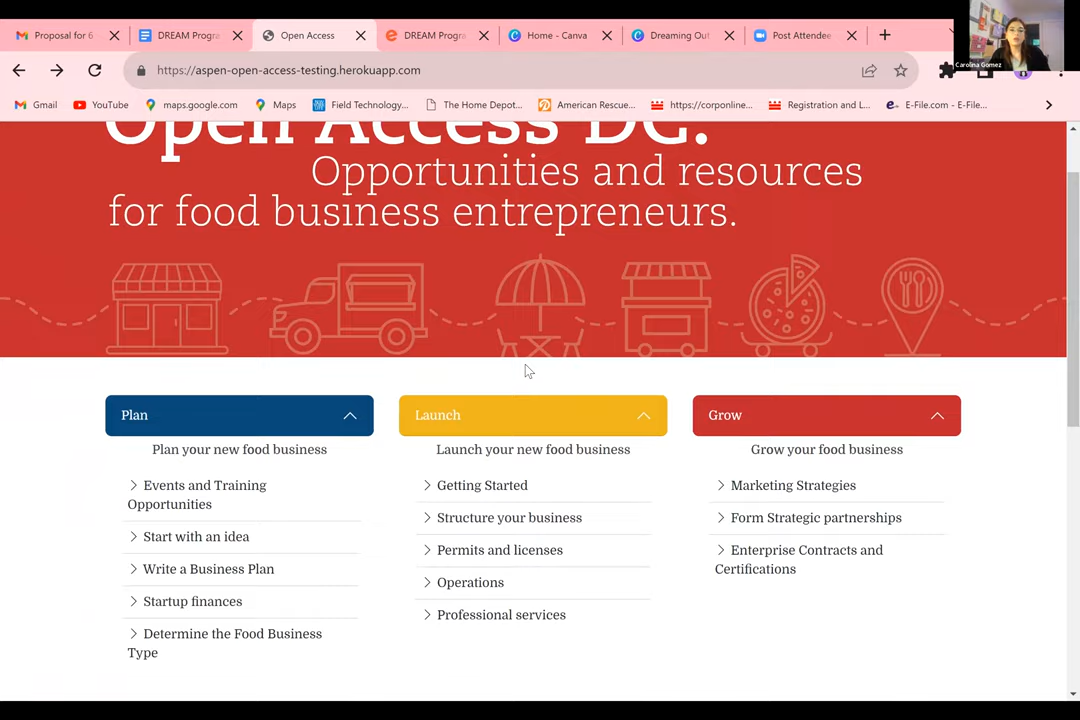 Proposal for 6
DREAM Progra
Open Access
DREAM Progra
Home - Canva
Dreaming Out
Post Attendee
https://aspen-open-access-testing.herokuapp.com
Carolina Gomez
Gmail
YouTube
maps.google.com
Maps
Field Technology...
The Home Depot...
American Rescue...
https://corponline...
Registration and L...
E-File.com - E-File...
Open Access DC:
Opportunities and resources
for food business entrepreneurs.
Plan
Plan your new food business
Events and Training
Opportunities
Start with an idea
Write a Business Plan
Startup finances
Determine the Food Business
Type
Launch
Launch your new food business
Getting Started
Structure your business
Permits and licenses
Operations
Professional services
Grow
Grow your food business
Marketing Strategies
Form Strategic partnerships
Enterprise Contracts and
Certifications